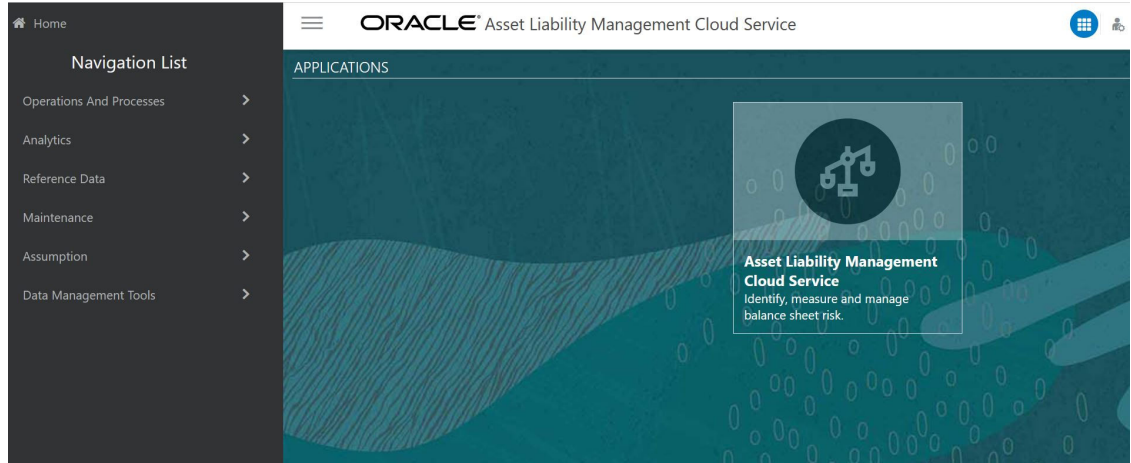 Home
Navigation List
Operations And Processes
Analytics
Reference Data
Maintenance
Assumption
Data Management Tools
ORACLE® Asset Liability Management Cloud Service
APPLICATIONS
Asset Liability Management
Cloud Service
Identify, measure and manage
balance sheet risk.